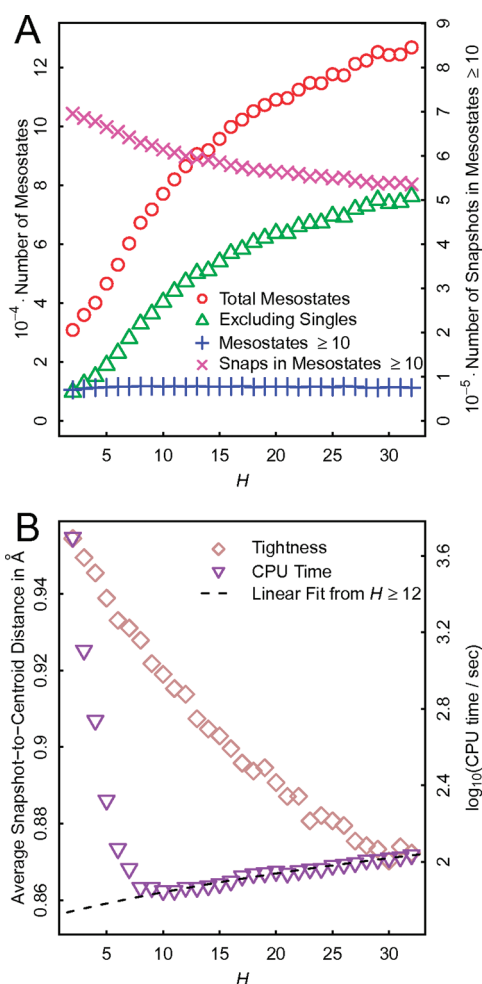 A
10⁻⁴ · Number of Mesostates
12
10
8
6
4
2
0
9
8
7
6
5
4
3
2
1
0
10⁻⁵ · Number of Snapshots in Mesostates ≥ 10
Total Mesostates
Excluding Singles
Mesostates ≥ 10
Snaps in Mesostates ≥ 10
5
10
15
20
25
30
H
B
Average Snapshot−to−Centroid Distance in Å
0.94
0.92
0.9
0.88
0.86
3.6
3.2
2.8
2.4
2
log₁₀(CPU time / sec)
Tightness
CPU Time
Linear Fit from H ≥ 12
5
10
15
20
25
30
H